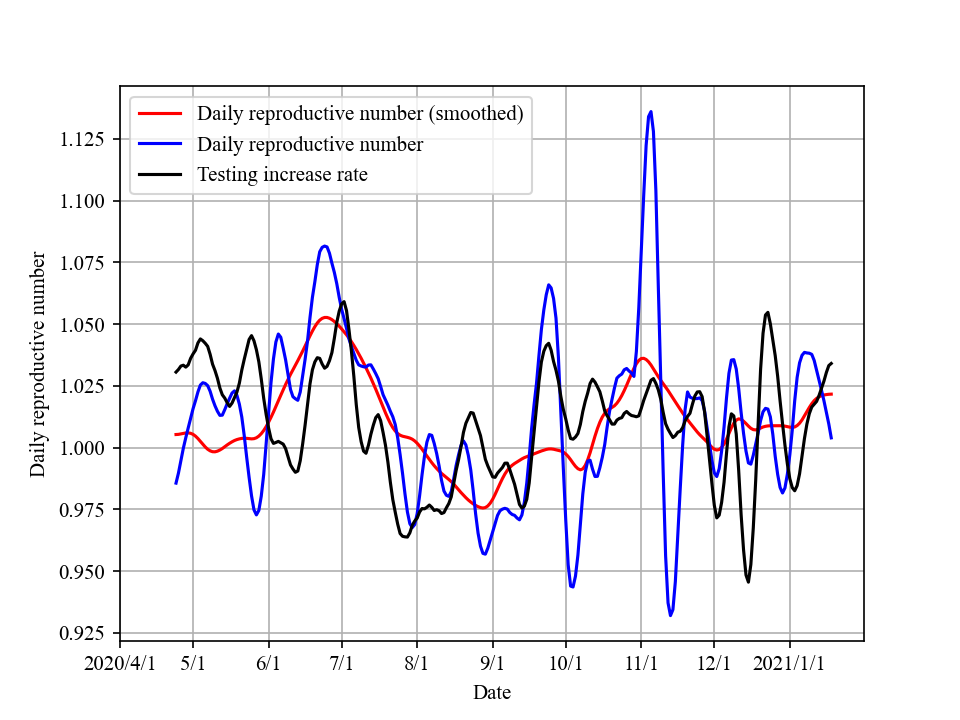 Daily reproductive number (smoothed)
Daily reproductive number
Testing increase rate
Daily reproductive number
1.125
1.100
1.075
1.050
1.025
1.000
0.975
0.950
0.925
2020/4/1 5/1 6/1 7/1 8/1 9/1 10/1 11/1 12/1 2021/1/1
Date